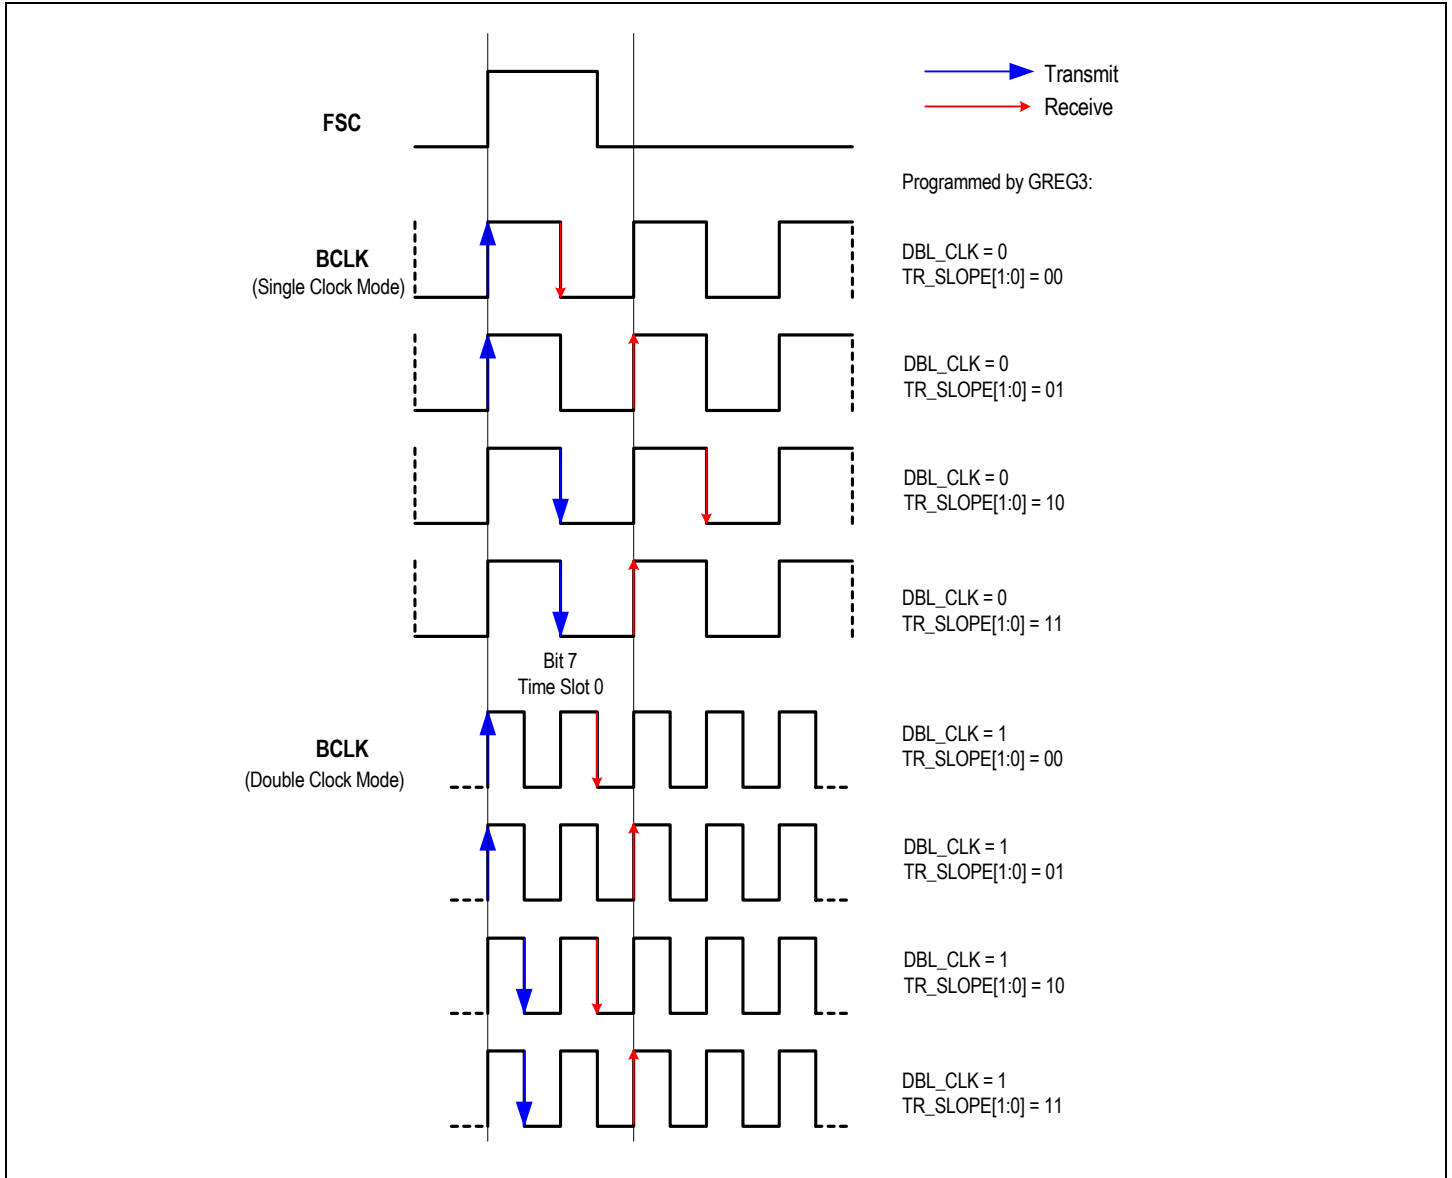 Transmit
Receive
FSC
Programmed by GREG3:
BCLK
(Single Clock Mode)
DBL_CLK = 0
TR_SLOPE[1:0] = 00
DBL_CLK = 0
TR_SLOPE[1:0] = 01
DBL_CLK = 0
TR_SLOPE[1:0] = 10
DBL_CLK = 0
TR_SLOPE[1:0] = 11
Bit 7
Time Slot 0
BCLK
(Double Clock Mode)
DBL_CLK = 1
TR_SLOPE[1:0] = 00
DBL_CLK = 1
TR_SLOPE[1:0] = 01
DBL_CLK = 1
TR_SLOPE[1:0] = 10
DBL_CLK = 1
TR_SLOPE[1:0] = 11